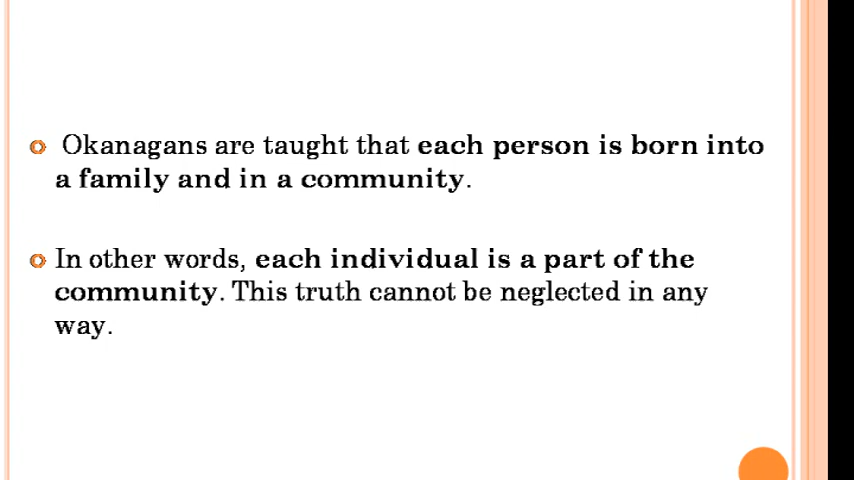 Okanagans are taught that each person is born into
a family and in a community.
In other words, each individual is a part of the
community. This truth cannot be neglected in any
way.